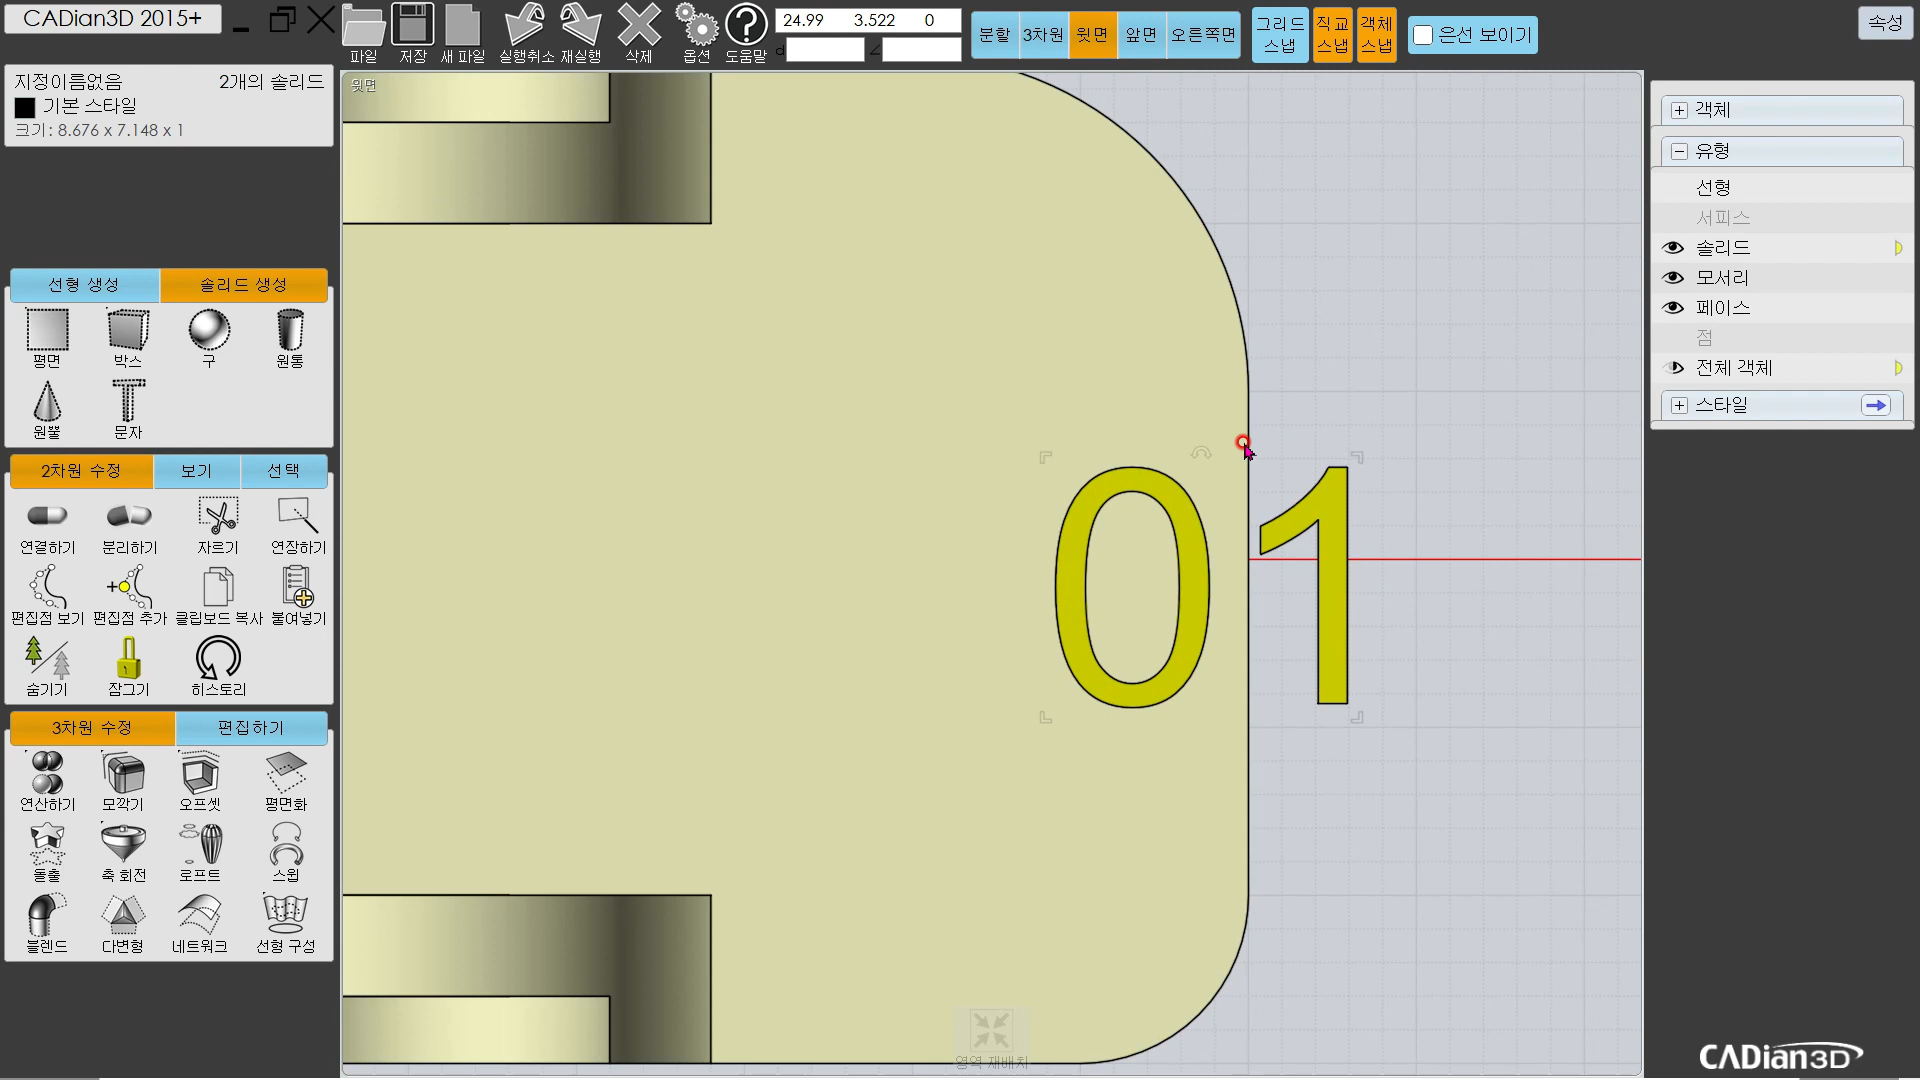 CADian3D 2015+
파일
저장
새 파일
실행취소
재실행
삭제
옵션
도움말
24.99 3.522 0
d
∠
분할
3차원
윗면
앞면
오른쪽면
그리드 스냅
직교 스냅
객체 스냅
은선 보이기
속성
지정이름없음 2개의 솔리드
기본 스타일
크기: 8.676 x 7.148 x 1
윗면
선형 생성 솔리드 생성
평면 박스 구 원통
원뿔 문자
2차원 수정 보기 선택
연결하기 분리하기 자르기 연장하기
편집점 보기 편집점 추가 클립보드 복사 붙여넣기
숨기기 잠그기 히스토리
3차원 수정 편집하기
연산하기 모깍기 오프셋 평면화
돌출 축 회전 로프트 스윕
블렌드 다변형 네트워크 선형 구성
01
영역 재배치
객체
유형
선형
서피스
솔리드
모서리
페이스
점
전체 객체
스타일
CADian3D